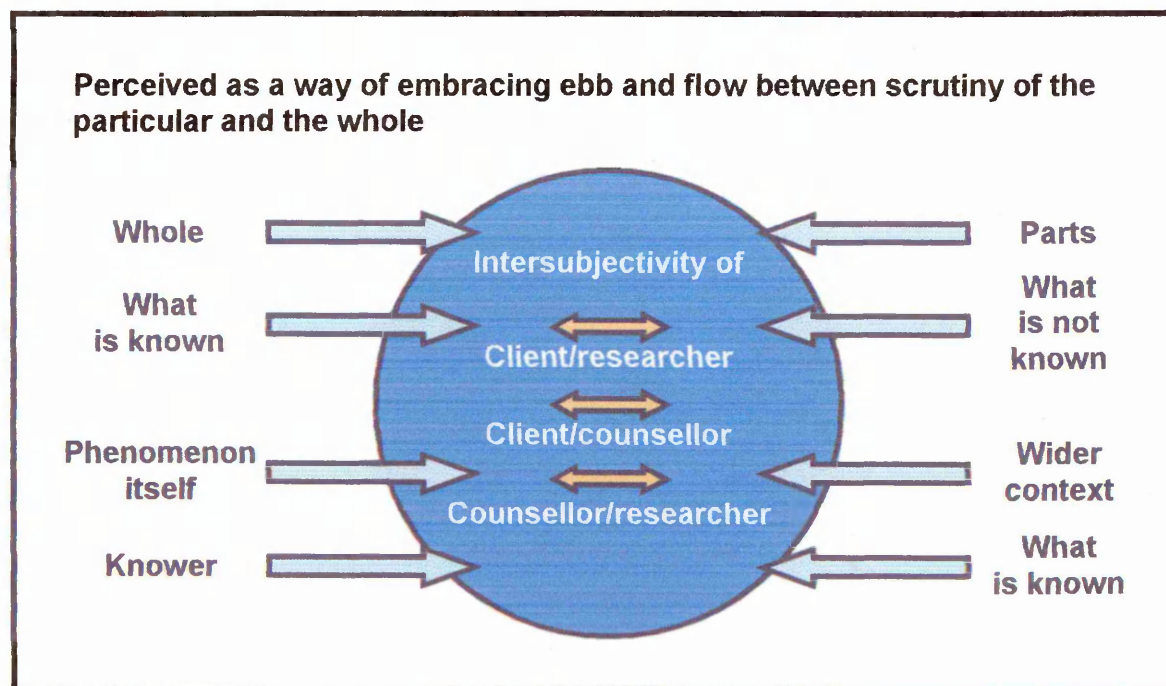 Perceived as a way of embracing ebb and flow between scrutiny of the
particular and the whole
Whole
Parts
Intersubjectivity of
What
is known
What
is not
known
Client/researcher
Client/counsellor
Phenomenon
itself
Wider
context
Counsellor/researcher
Knower
What
is known